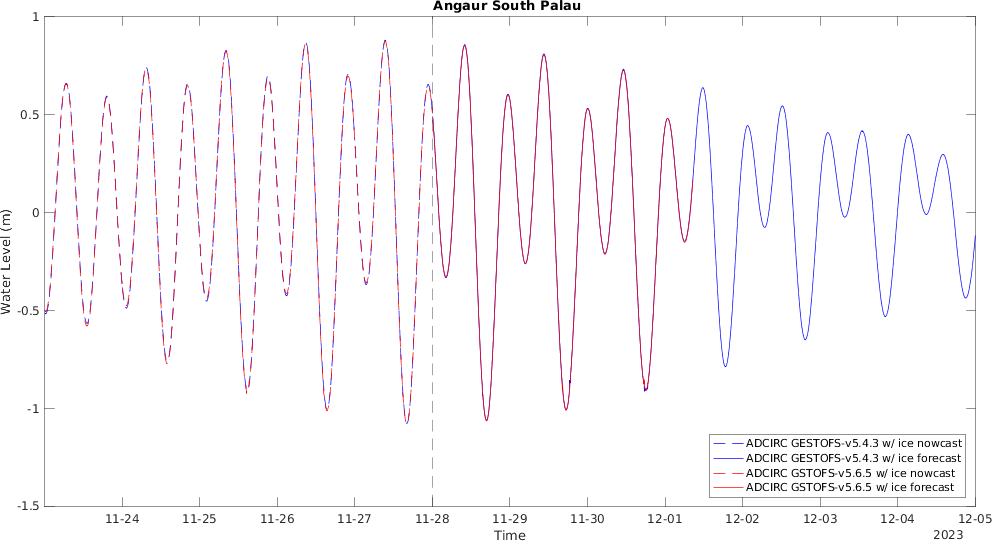 Angaur South Palau
1
0.5
0
-0.5
-1
-1.5
Water Level (m)
ADCIRC GESTOFS-v5.4.3 w/ ice nowcast
ADCIRC GESTOFS-v5.4.3 w/ ice forecast
ADCIRC GSTOFS-v5.6.5 w/ ice nowcast
ADCIRC GSTOFS-v5.6.5 w/ ice forecast
11-24 11-25 11-26 11-27 11-28 11-29 11-30 12-01 12-02 12-03 12-04 12-05
Time
2023